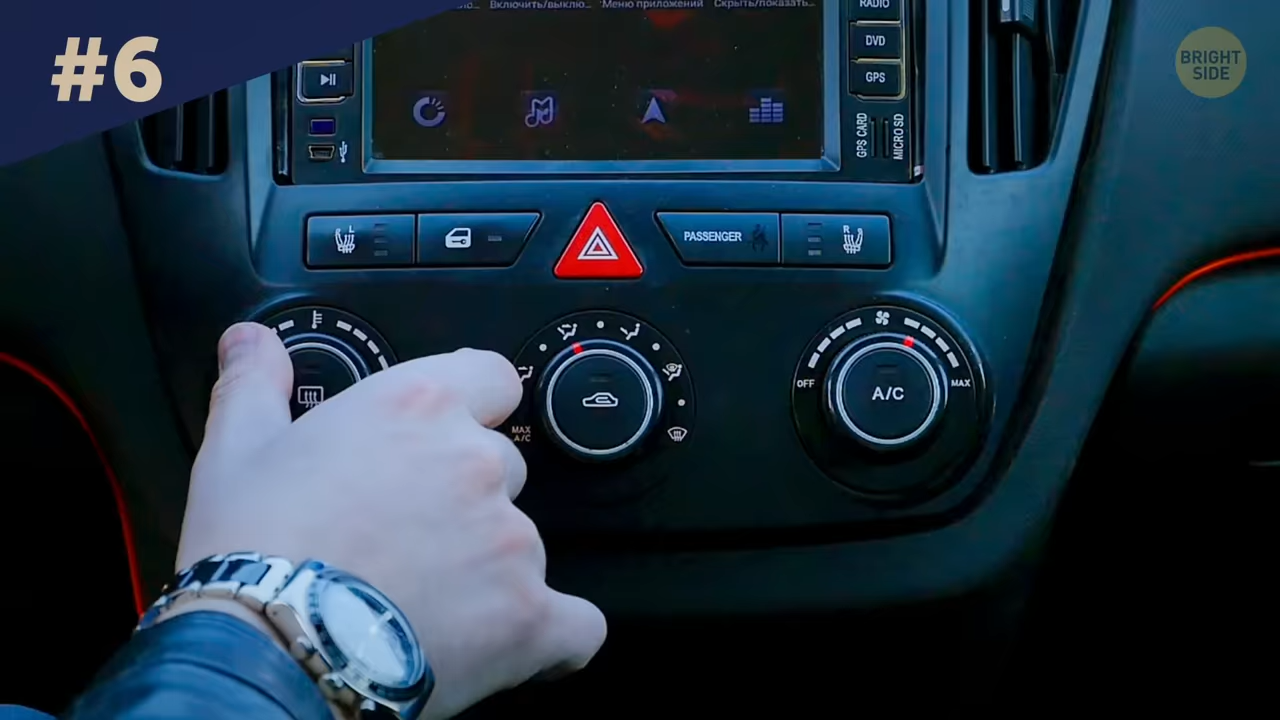 #6
Включить/выклю...
Меню приложений
Скрыть/показать...
RADIO
BRIGHT
SIDE
DVD
GPS
GPS CARD
MICRO SD
L
PASSENGER
R
OFF
A/C
MAX
MAX
A/C